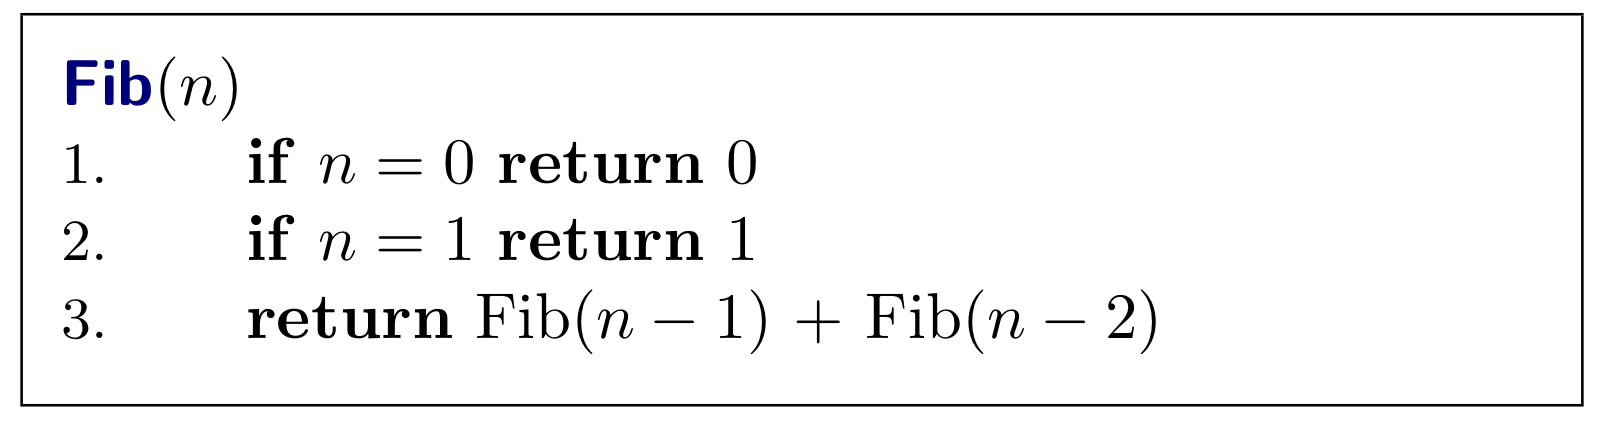 Fib(n)
1. if n = 0 return 0
2. if n = 1 return 1
3. return Fib(n − 1) + Fib(n − 2)